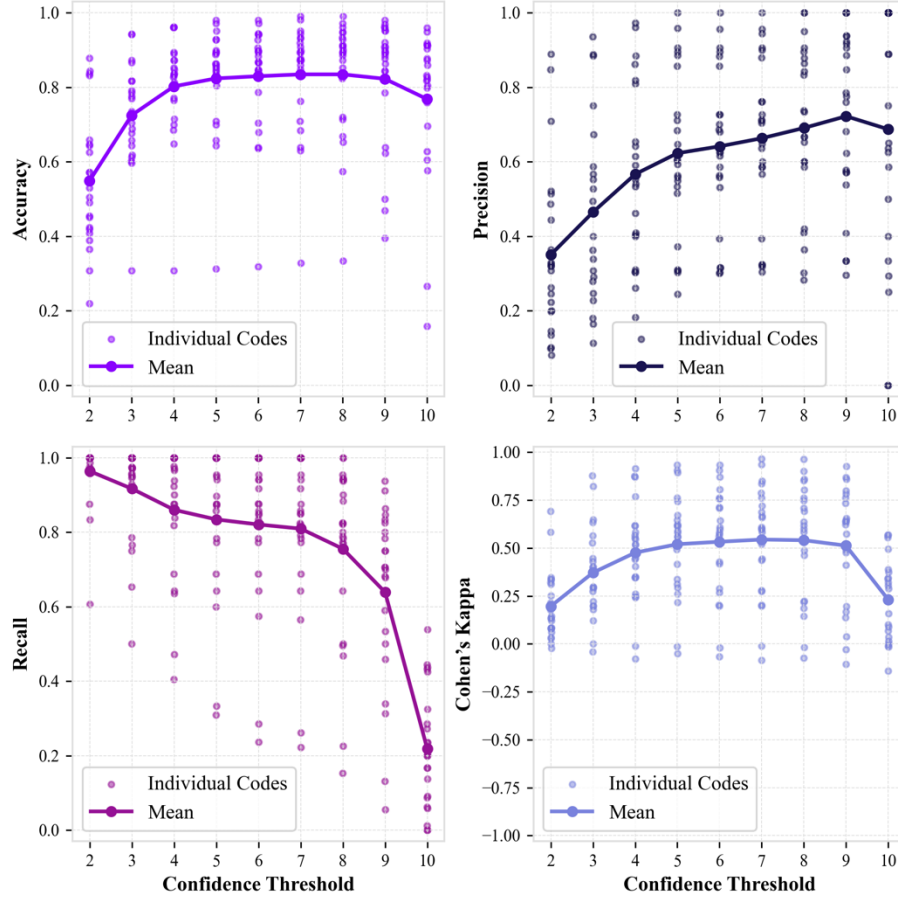 Accuracy
1.0
0.8
0.6
0.4
0.2
0.0
Individual Codes
Mean
2 3 4 5 6 7 8 9 10
Precision
1.0
0.8
0.6
0.4
0.2
0.0
Individual Codes
Mean
2 3 4 5 6 7 8 9 10
Recall
1.0
0.8
0.6
0.4
0.2
0.0
Individual Codes
Mean
2 3 4 5 6 7 8 9 10
Confidence Threshold
Cohen's Kappa
1.00
0.75
0.50
0.25
0.00
−0.25
−0.50
−0.75
−1.00
Individual Codes
Mean
2 3 4 5 6 7 8 9 10
Confidence Threshold